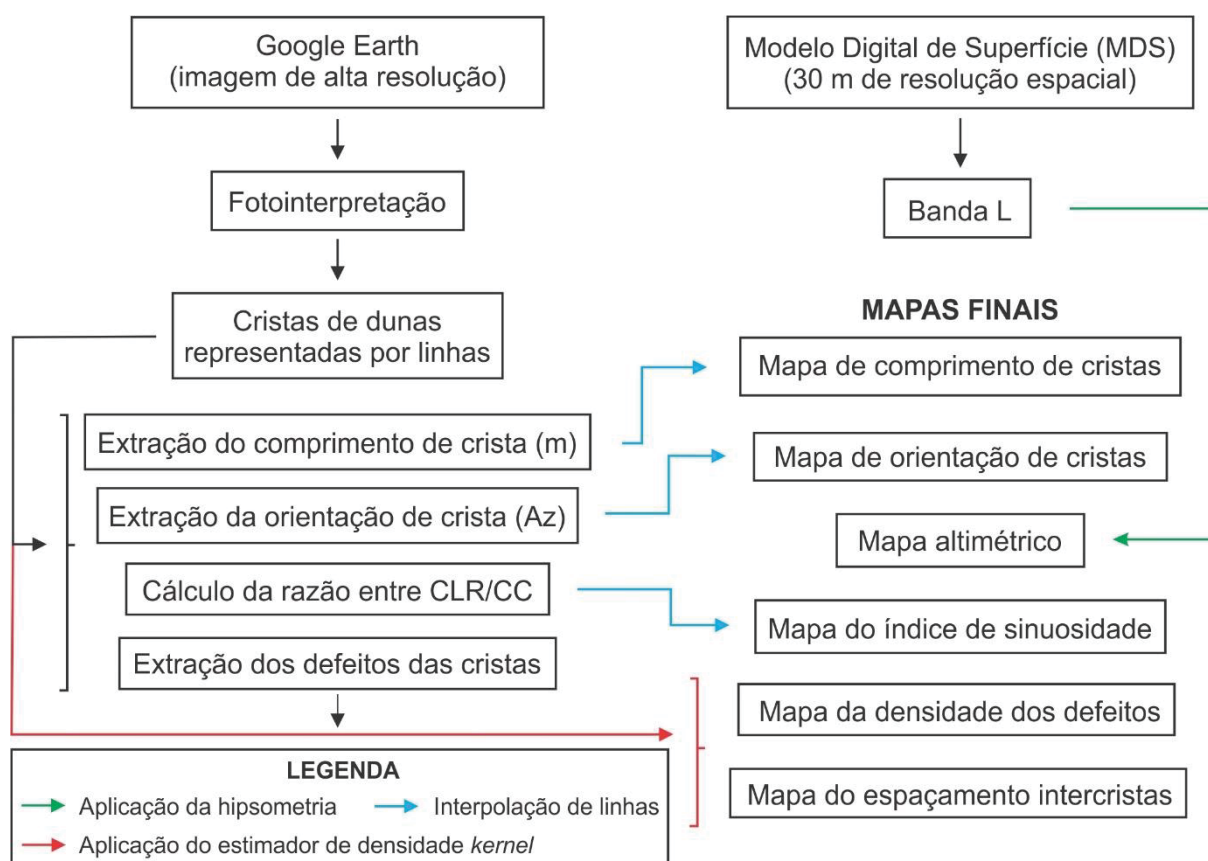 Google Earth
(imagem de alta resolução)
Modelo Digital de Superfície (MDS)
(30 m de resolução espacial)
Fotointerpretação
Banda L
Cristas de dunas
representadas por linhas
MAPAS FINAIS
Mapa de comprimento de cristas
Extração do comprimento de crista (m)
Mapa de orientação de cristas
Extração da orientação de crista (Az)
Mapa altimétrico
Cálculo da razão entre CLR/CC
Mapa do índice de sinuosidade
Extração dos defeitos das cristas
Mapa da densidade dos defeitos
Mapa do espaçamento intercristas
LEGENDA
Aplicação da hipsometria
Interpolação de linhas
Aplicação do estimador de densidade kernel